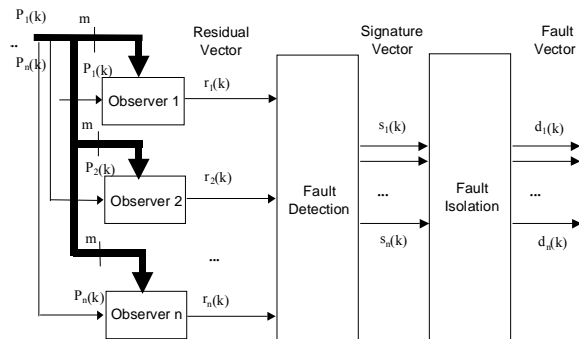 P1(k)
m
Residual
Vector
Signature
Vector
Fault
Vector
...
Pn(k)
P1(k)
Observer 1
r1(k)
m
P2(k)
Observer 2
r2(k)
m
...
Pn(k)
Observer n
rn(k)
Fault
Detection
s1(k)
...
sn(k)
Fault
Isolation
d1(k)
...
dn(k)